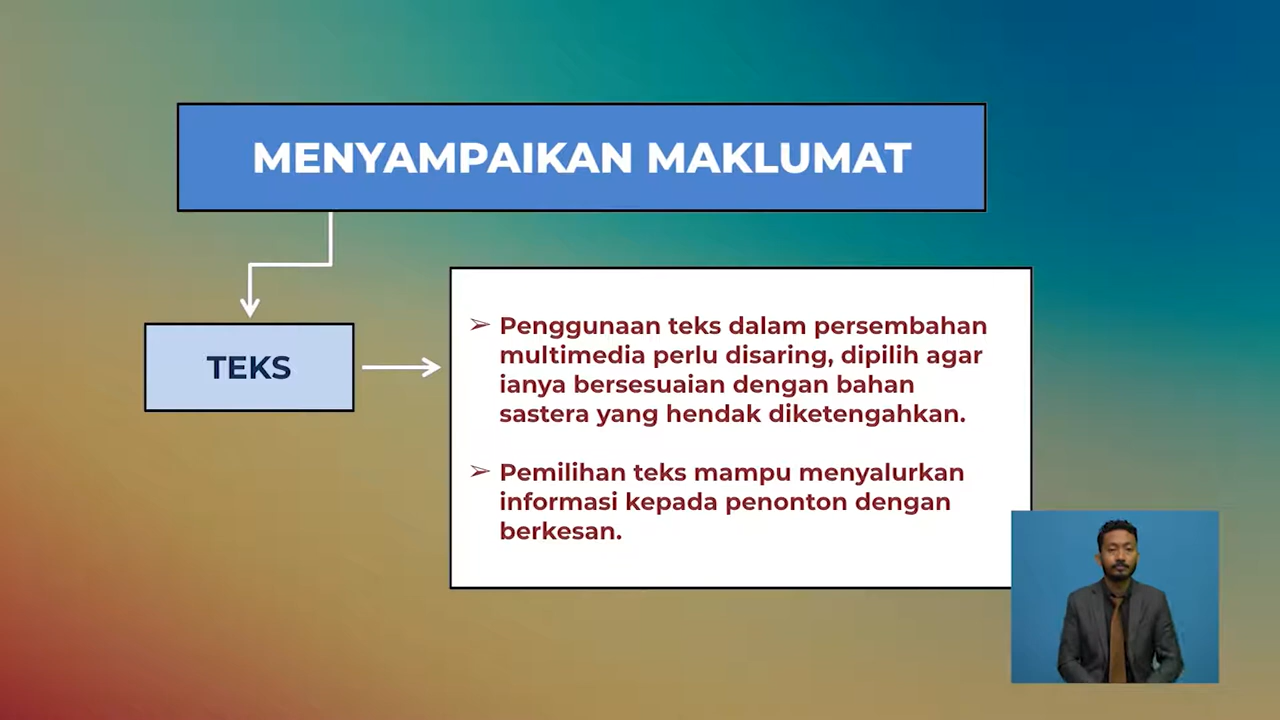 MENYAMPAIKAN MAKLUMAT
TEKS
➢ Penggunaan teks dalam persembahan
multimedia perlu disaring, dipilih agar
ianya bersesuaian dengan bahan
sastera yang hendak diketengahkan.
➢ Pemilihan teks mampu menyalurkan
informasi kepada penonton dengan
berkesan.